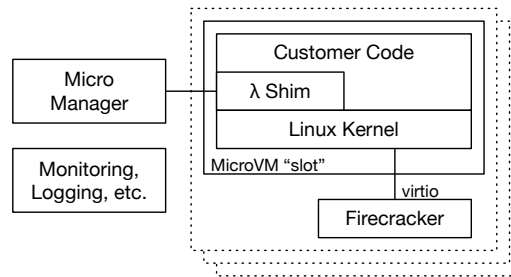 Micro
Manager
Monitoring,
Logging, etc.
Customer Code
λ Shim
Linux Kernel
MicroVM “slot”
virtio
Firecracker